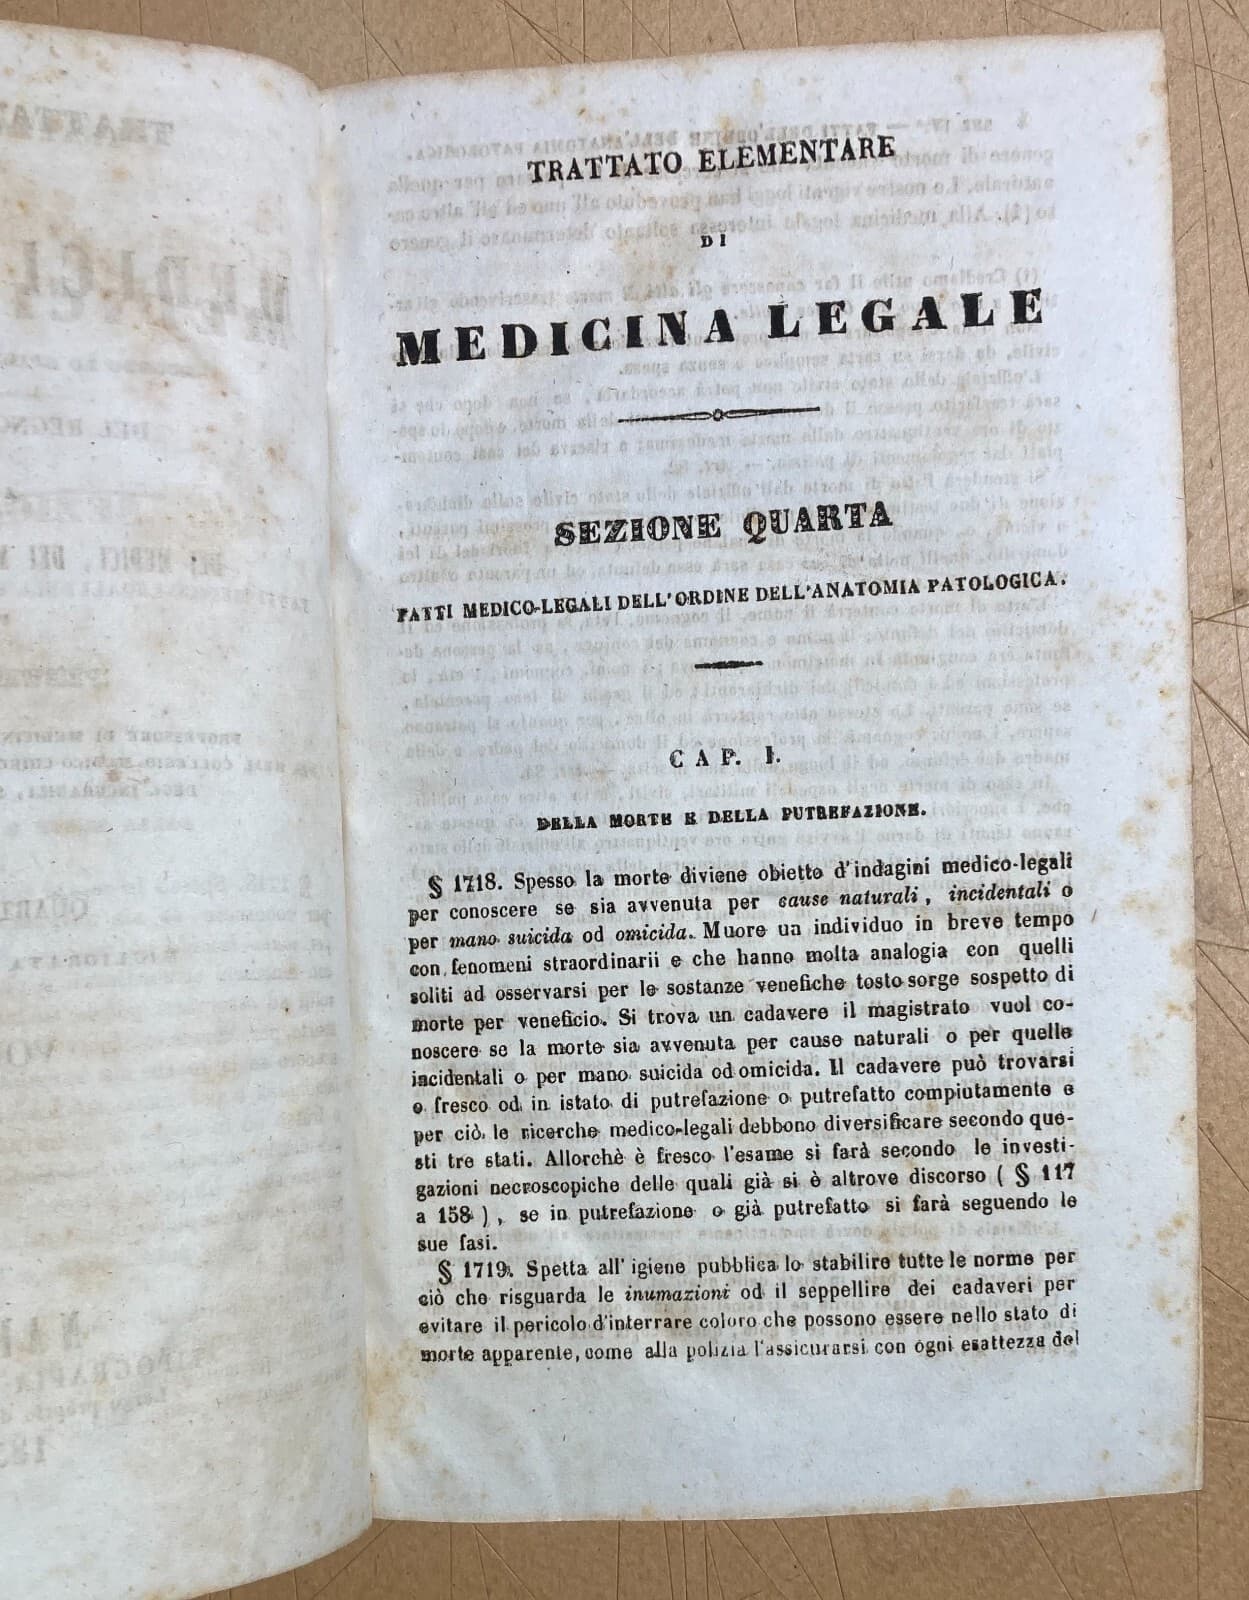 TRATTATO ELEMENTARE
DI
MEDICINA LEGALE
SEZIONE QUARTA
FATTI MEDICO-LEGALI DELL'ORDINE DELL'ANATOMIA PATOLOGICA.
CAP. I.
DELLA MORTE E DELLA PUTREFAZIONE.
§ 1718. Spesso la morte diviene obietto d'indagini medico-legali
per conoscere se sia avvenuta per cause naturali, incidentali o
per mano suicida od omicida. Muore un individuo in breve tempo
con fenomeni straordinarii e che hanno molta analogia con quelli
soliti ad osservarsi per le sostanze venefiche tosto sorge sospetto di
morte per veneficio. Si trova un cadavere il magistrato vuol co-
noscere se la morte sia avvenuta per cause naturali o per quelle
incidentali o per mano suicida od omicida. Il cadavere può trovarsi
o fresco od in istato di putrefazione o putrefatto compiutamente e
per ciò le ricerche medico-legali debbono diversificare secondo que-
sti tre stati. Allorchè è fresco l'esame si farà secondo le investi-
gazioni necroscopiche delle quali già si è altrove discorso ( § 117
a 158 ), se in putrefazione o già putrefatto si farà seguendo le
sue fasi.
§ 1719. Spetta all' igiene pubblica lo stabilire tutte le norme per
ciò che risguarda le inumazioni od il seppellire dei cadaveri per
evitare il pericolo d'interrare coloro che possono essere nello stato di
morte apparente, come alla polizia l'assicurarsi con ogni esattezza del